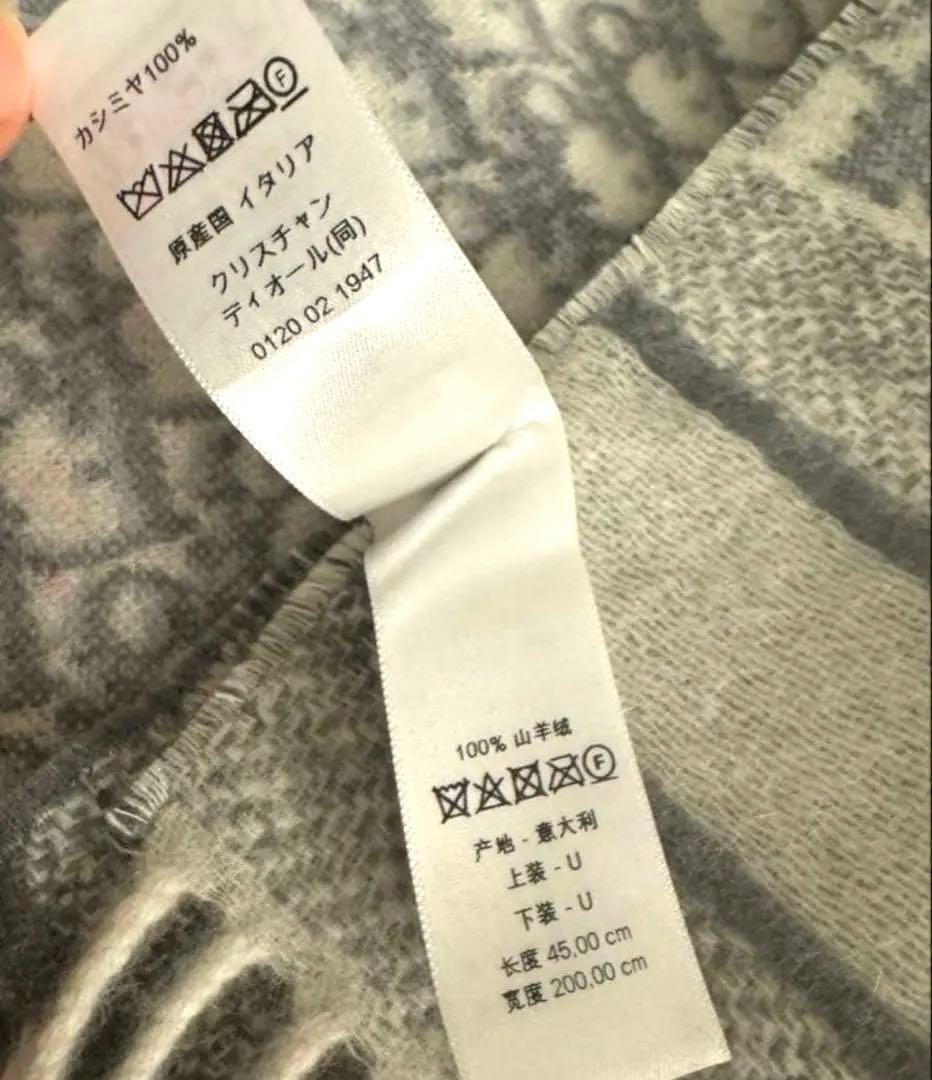 カシミヤ100%
F
原産国 イタリア
クリスチャン
ディオール(同)
0120 02 1947
100% 山羊绒
F
产地 - 意大利
上装 - U
下装 - U
长度 45,00 cm
宽度 200,00 cm